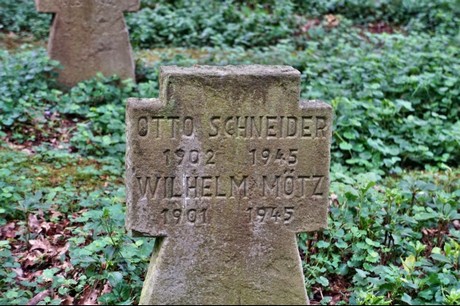 OTTO SCHNEIDER
1902 1945
WILHELM MÖTZ
1901 1945